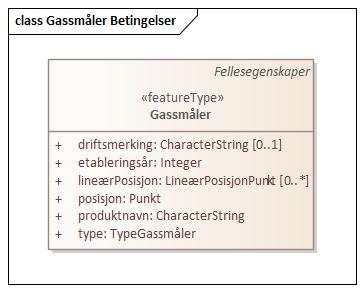 class Gassmåler Betingelser
Fellesegenskaper
«featureType»
Gassmåler
+ driftsmerking: CharacterString [0..1]
+ etableringsår: Integer
+ lineærPosisjon: LineærPosisjonPunkt [0..*]
+ posisjon: Punkt
+ produktnavn: CharacterString
+ type: TypeGassmåler